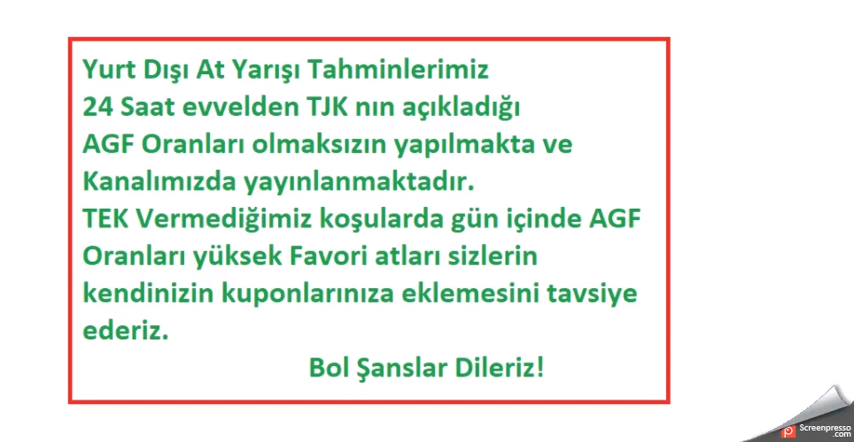 Yurt Dışı At Yarışı Tahminlerimiz
24 Saat evvelden TJK nın açıkladığı
AGF Oranları olmaksızın yapılmakta ve
Kanalımızda yayınlanmaktadır.
TEK Vermediğimiz koşularda gün içinde AGF
Oranları yüksek Favori atları sizlerin
kendinizin kuponlarınıza eklemesini tavsiye
ederiz.
Bol Şanslar Dileriz!
Screenpresso
.com